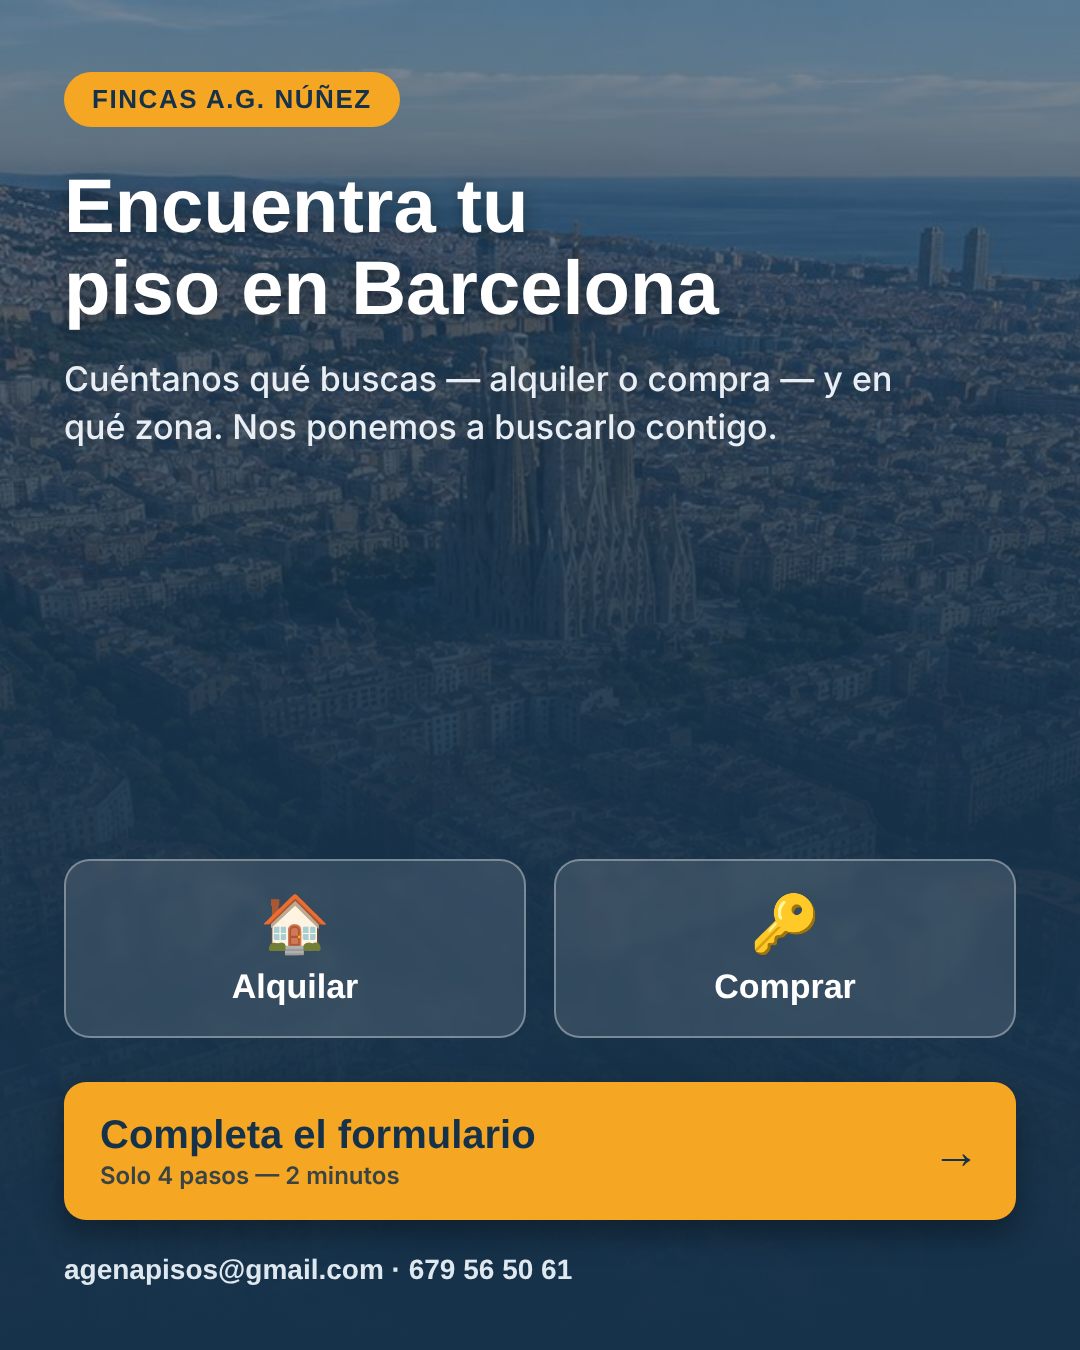 FINCAS A.G. NÚÑEZ
Encuentra tu
piso en Barcelona
Cuéntanos qué buscas — alquiler o compra — y en
qué zona. Nos ponemos a buscarlo contigo.
Alquilar
Comprar
Completa el formulario
Solo 4 pasos — 2 minutos
→
agenapisos@gmail.com · 679 56 50 61